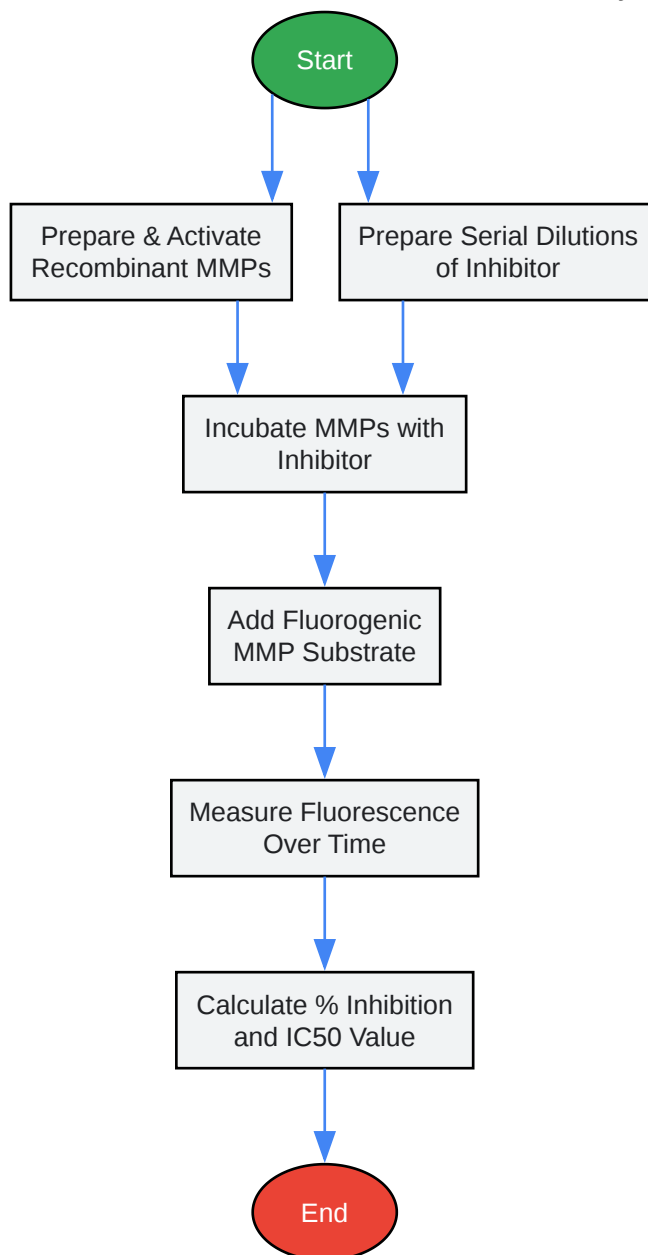 Start
Prepare & Activate
Recombinant MMPs
Prepare Serial Dilutions
of Inhibitor
Incubate MMPs with
Inhibitor
Add Fluorogenic
MMP Substrate
Measure Fluorescence
Over Time
Calculate % Inhibition
and IC50 Value
End